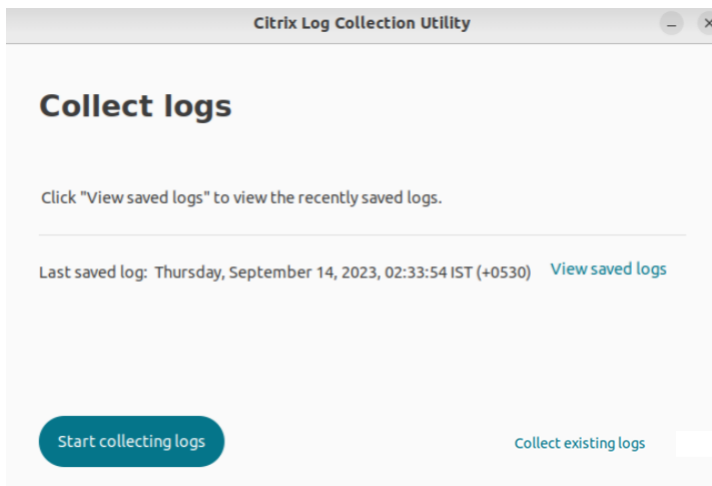 Citrix Log Collection Utility
Collect logs
Click "View saved logs" to view the recently saved logs.
Last saved log: Thursday, September 14, 2023, 02:33:54 IST (+0530) View saved logs
Start collecting logs
Collect existing logs